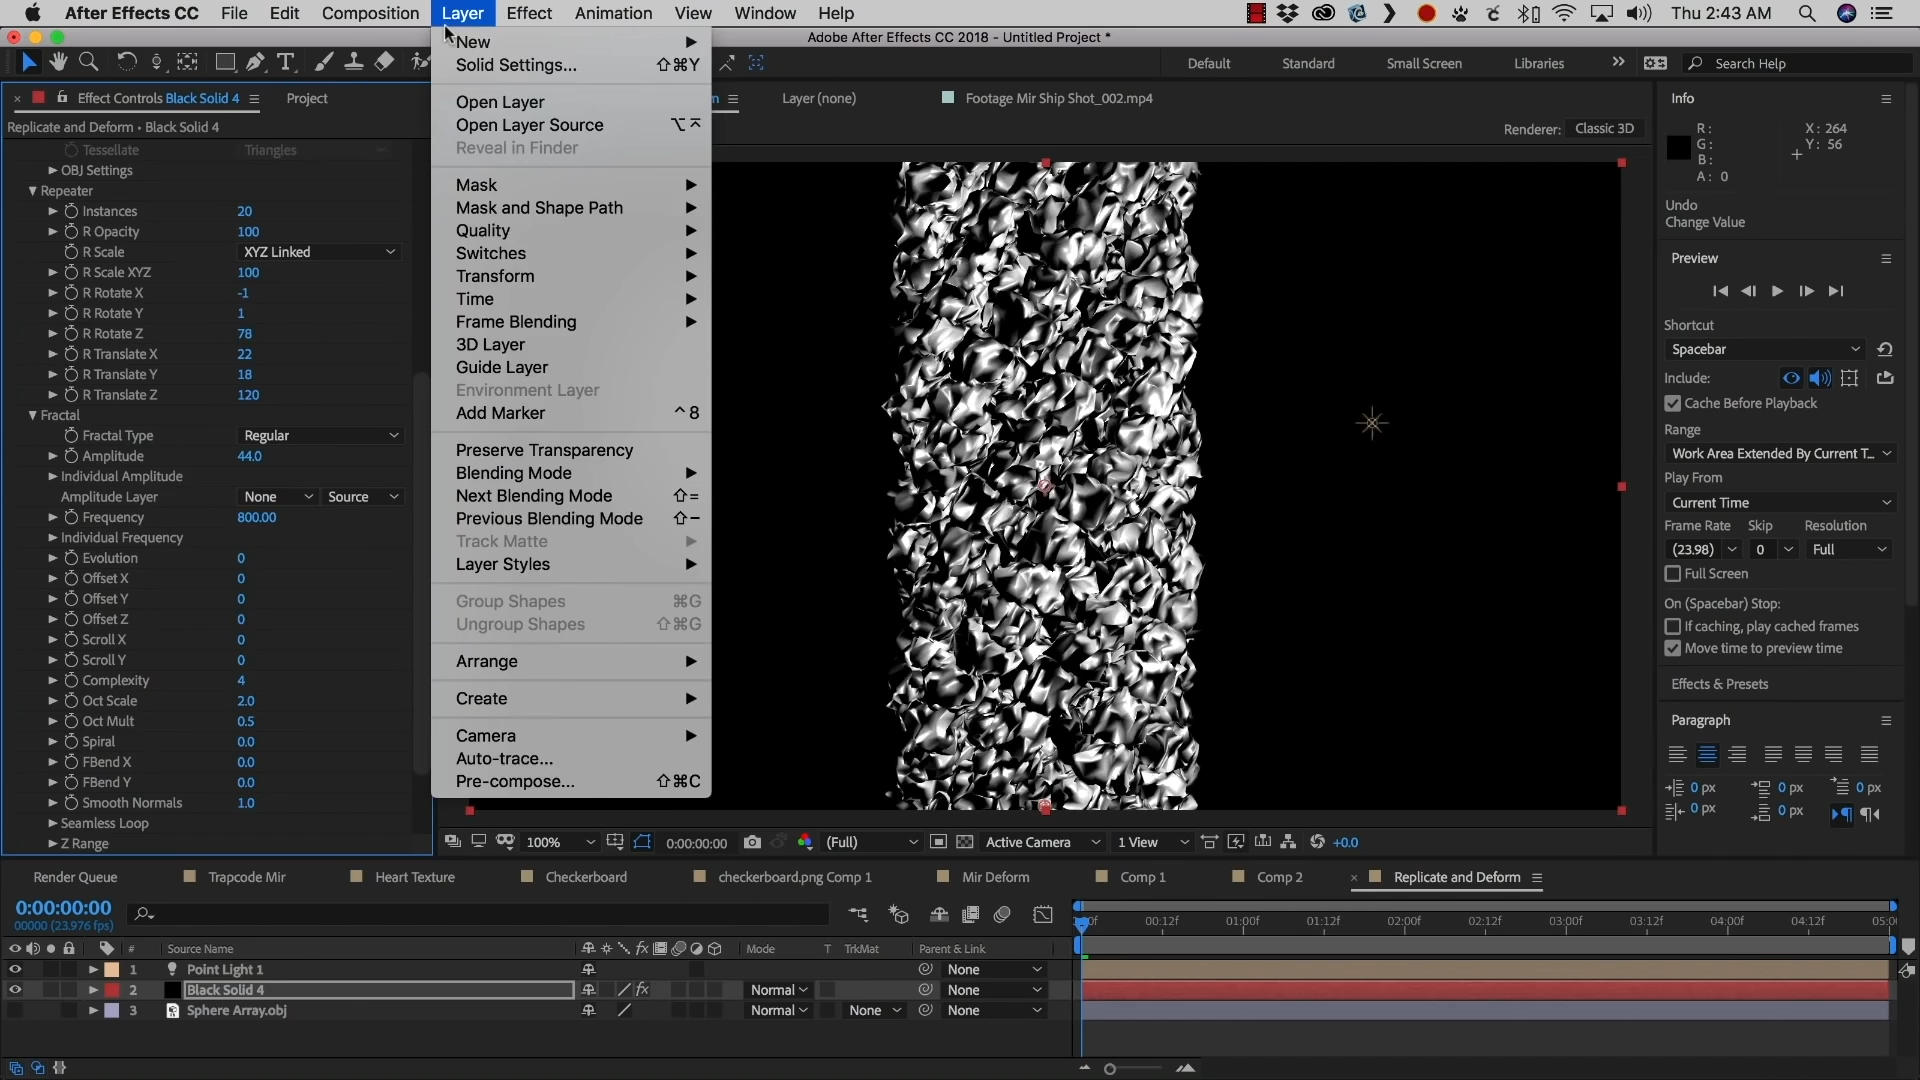 After Effects CC File Edit Composition Layer Effect Animation View Window Help Thu 2:43 AM
Adobe After Effects CC 2018 - Untitled Project *
Default Standard Small Screen Libraries Search Help
Effect Controls Black Solid 4 Project
Layer (none) Footage Mir Ship Shot_002.mp4
Replicate and Deform • Black Solid 4
Renderer: Classic 3D
Tessellate Triangles
OBJ Settings
Repeater
Instances 20
R Opacity 100
R Scale XYZ Linked
R Scale XYZ 100
R Rotate X -1
R Rotate Y 1
R Rotate Z 78
R Translate X 22
R Translate Y 18
R Translate Z 120
Fractal
Fractal Type Regular
Amplitude 44.0
Individual Amplitude
Amplitude Layer None Source
Frequency 800.00
Individual Frequency
Evolution 0
Offset X 0
Offset Y 0
Offset Z 0
Scroll X 0
Scroll Y 0
Complexity 4
Oct Scale 2.0
Oct Mult 0.5
Spiral 0.0
FBend X 0.0
FBend Y 0.0
Smooth Normals 1.0
Seamless Loop
Z Range
New
Solid Settings... ⇧⌘Y
Open Layer
Open Layer Source ⌥⌤
Reveal in Finder
Mask
Mask and Shape Path
Quality
Switches
Transform
Time
Frame Blending
3D Layer
Guide Layer
Environment Layer
Add Marker ^8
Preserve Transparency
Blending Mode
Next Blending Mode ⇧=
Previous Blending Mode ⇧-
Track Matte
Layer Styles
Group Shapes ⌘G
Ungroup Shapes ⇧⌘G
Arrange
Create
Camera
Auto-trace...
Pre-compose... ⇧⌘C
100% 0:00:00:00 (Full) Active Camera 1 View +0.0
Info
R: X: 264
G: Y: 56
B:
A: 0
Undo
Change Value
Preview
Shortcut
Spacebar
Include:
Cache Before Playback
Range
Work Area Extended By Current T...
Play From
Current Time
Frame Rate Skip Resolution
(23.98) 0 Full
Full Screen
On (Spacebar) Stop:
If caching, play cached frames
Move time to preview time
Effects & Presets
Paragraph
0 px 0 px 0 px
0 px 0 px
Render Queue Trapcode Mir Heart Texture Checkerboard checkerboard.png Comp 1 Mir Deform Comp 1 Comp 2 Replicate and Deform
0:00:00:00
00000 (23.976 fps)
00:12f 01:00f 01:12f 02:00f 02:12f 03:00f 03:12f 04:00f 04:12f
# Source Name Mode T TrkMat Parent & Link
1 Point Light 1 None
2 Black Solid 4 Normal None
3 Sphere Array.obj Normal None None